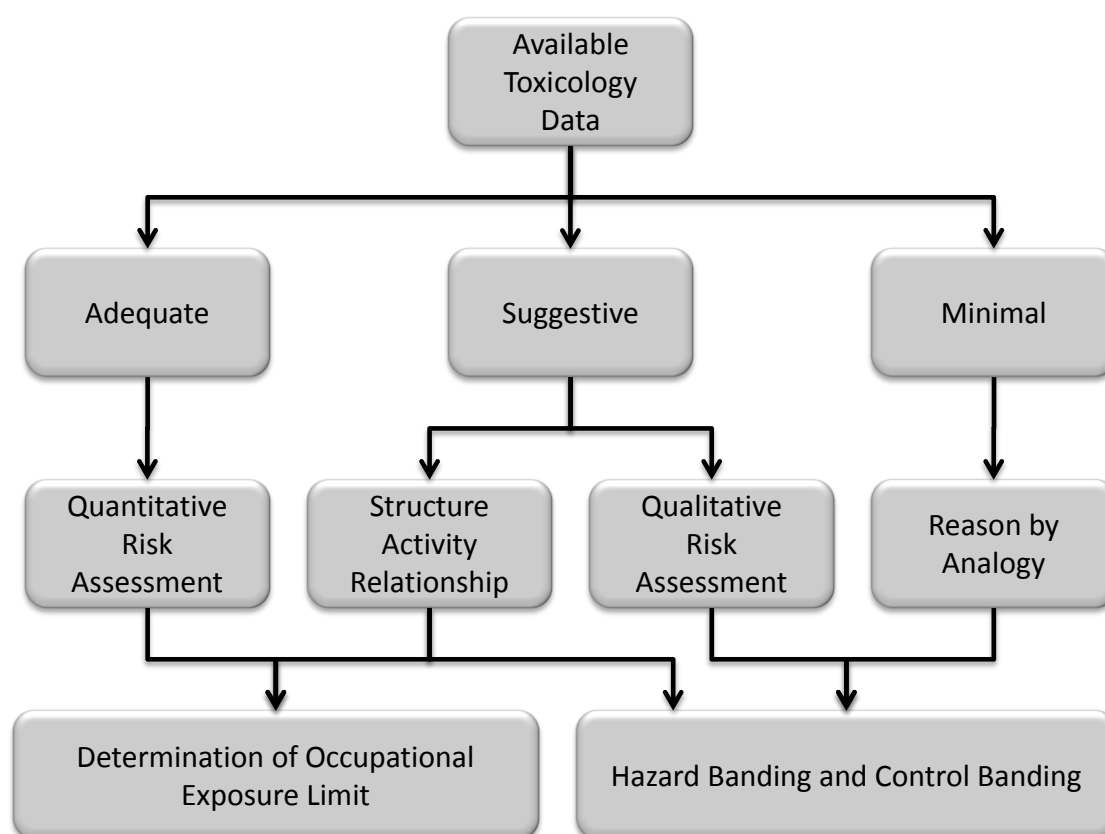 Available
Toxicology
Data
Adequate
Suggestive
Minimal
Quantitative
Risk
Assessment
Structure
Activity
Relationship
Qualitative
Risk
Assessment
Reason by
Analogy
Determination of Occupational
Exposure Limit
Hazard Banding and Control Banding